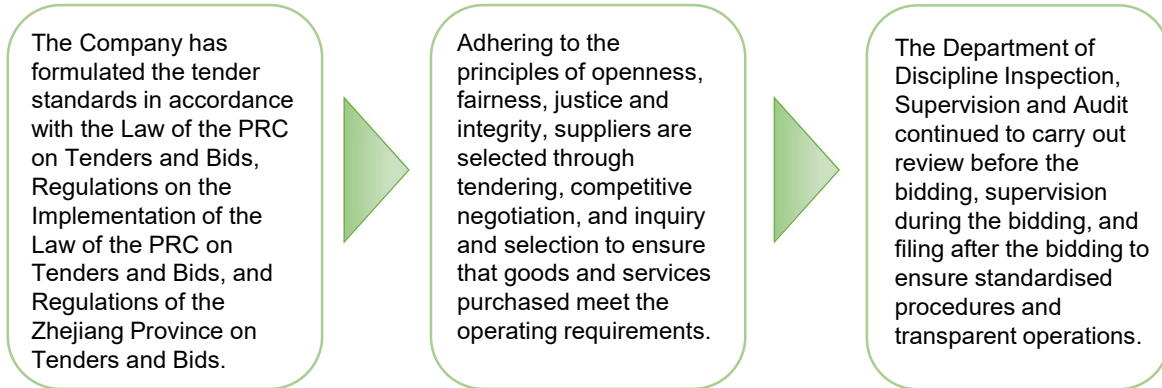 The Company has
formulated the tender
standards in accordance
with the Law of the PRC
on Tenders and Bids,
Regulations on the
Implementation of the
Law of the PRC on
Tenders and Bids, and
Regulations of the
Zhejiang Province on
Tenders and Bids.
Adhering to the
principles of openness,
fairness, justice and
integrity, suppliers are
selected through
tendering, competitive
negotiation, and inquiry
and selection to ensure
that goods and services
purchased meet the
operating requirements.
The Department of
Discipline Inspection,
Supervision and Audit
continued to carry out
review before the
bidding, supervision
during the bidding, and
filing after the bidding to
ensure standardised
procedures and
transparent operations.